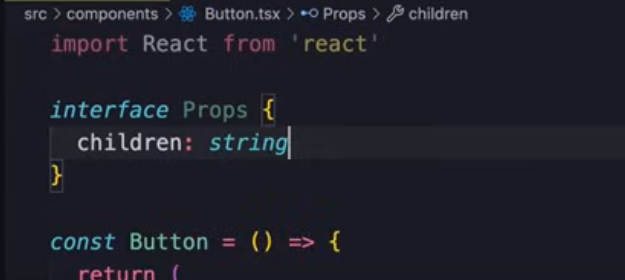 src > components > Button.tsx > Props > children
import React from 'react'
interface Props {
children: string
}
const Button = () => {
return (